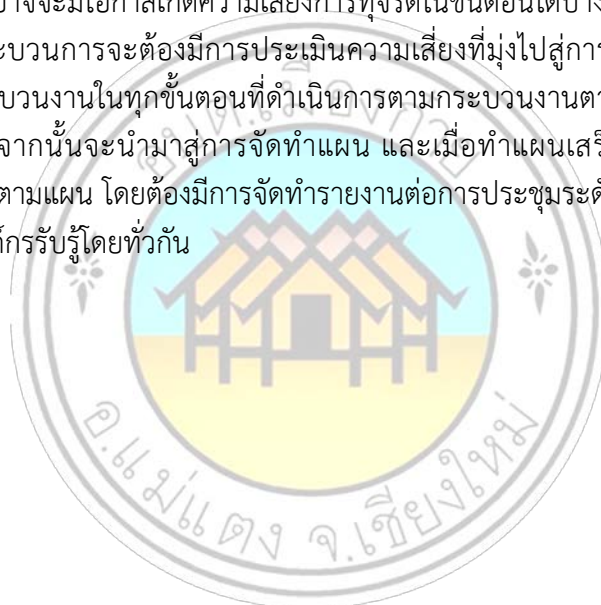 อาจจะมีโอกาสเกิดความเสี่ยงการทุจริตในขั้นตอนใดบ้าง
ะบวนการจะต้องมีการประเมินความเสี่ยงที่มุ่งไปสู่การ
บวนงานในทุกขั้นตอนที่ดำเนินการตามกระบวนงานตา
จากนั้นจะนำมาสู่การจัดทำแผน และเมื่อทำแผนเสร็
ตามแผน โดยต้องมีการจัดทำรายงานต่อการประชุมระดั
ก์กรรับรู้โดยทั่วกัน
อบต.เมืองก๋าย
อ.แม่แตง จ.เชียงใหม่